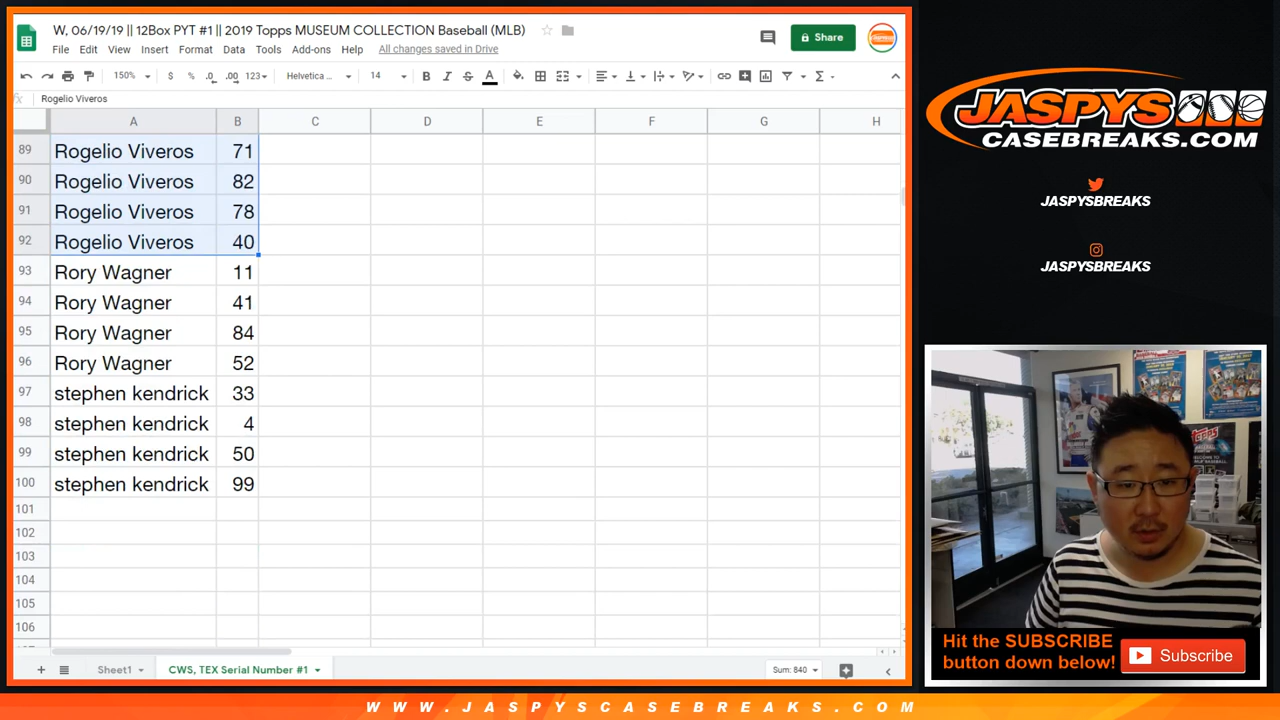 W, 06/19/19 || 12Box PYT #1 || 2019 Topps MUSEUM COLLECTION Baseball (MLB)
File Edit View Insert Format Data Tools Add-ons Help All changes saved in Drive
Share
150% $ % .0 .00 123 Helvetica ... 14 B I S A Σ
fx Rogelio Viveros
A B C D E F G H
89 Rogelio Viveros 71
90 Rogelio Viveros 82
91 Rogelio Viveros 78
92 Rogelio Viveros 40
93 Rory Wagner 11
94 Rory Wagner 41
95 Rory Wagner 84
96 Rory Wagner 52
97 stephen kendrick 33
98 stephen kendrick 4
99 stephen kendrick 50
100 stephen kendrick 99
101
102
103
104
105
106
Sheet1 CWS, TEX Serial Number #1 Sum: 840
JASPYS
CASEBREAKS.COM
JASPYSBREAKS
JASPYSBREAKS
topps
Hit the SUBSCRIBE
button down below!
Subscribe
WWW.JASPYSCASEBREAKS.COM